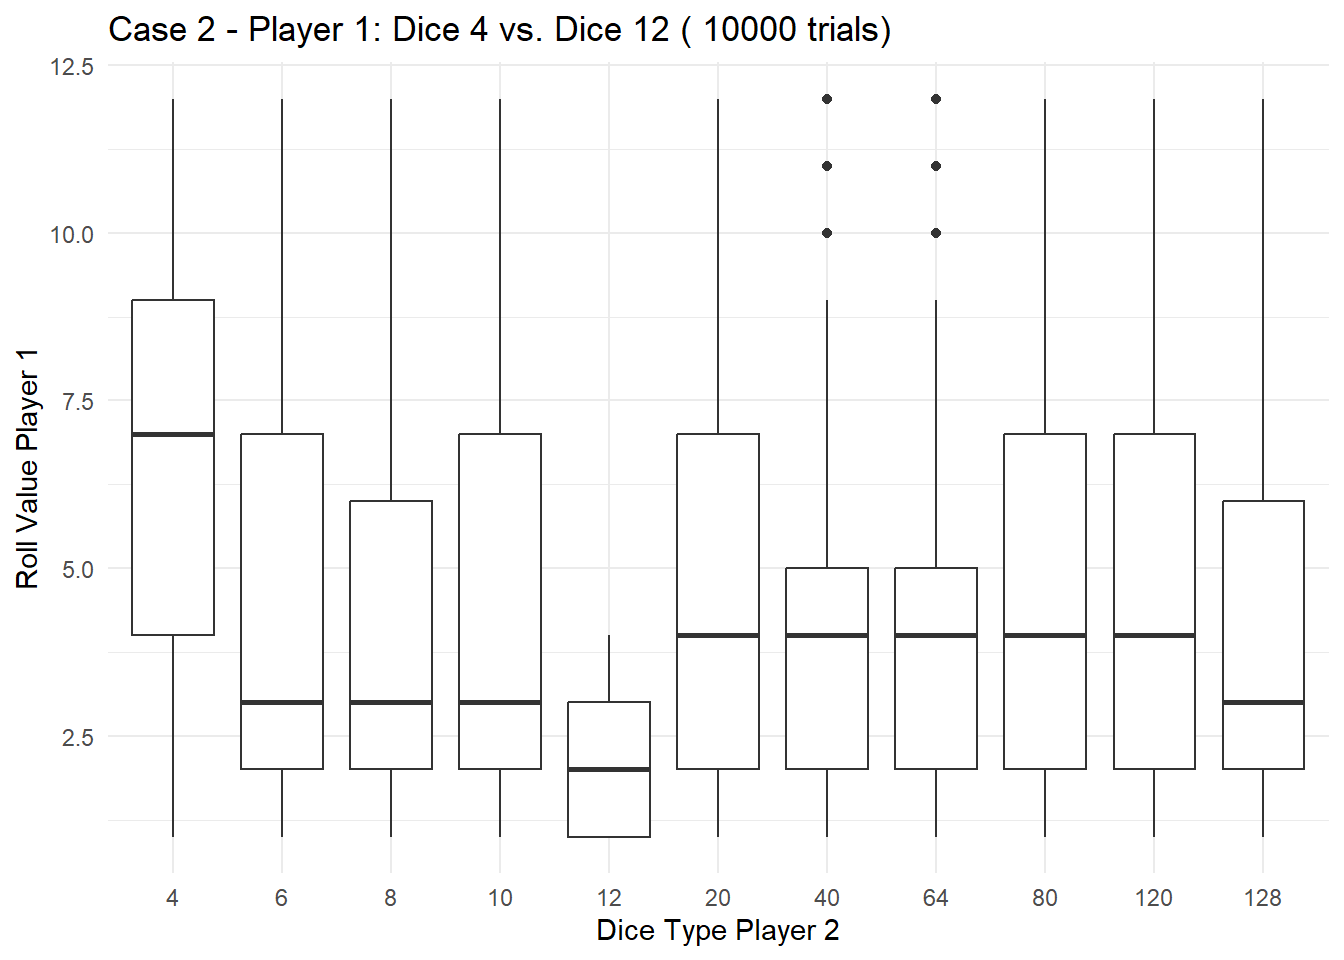 Case 2 - Player 1: Dice 4 vs. Dice 12 ( 10000 trials)
Roll Value Player 1
12.5
10.0
7.5
5.0
2.5
4 6 8 10 12 20 40 64 80 120 128
Dice Type Player 2